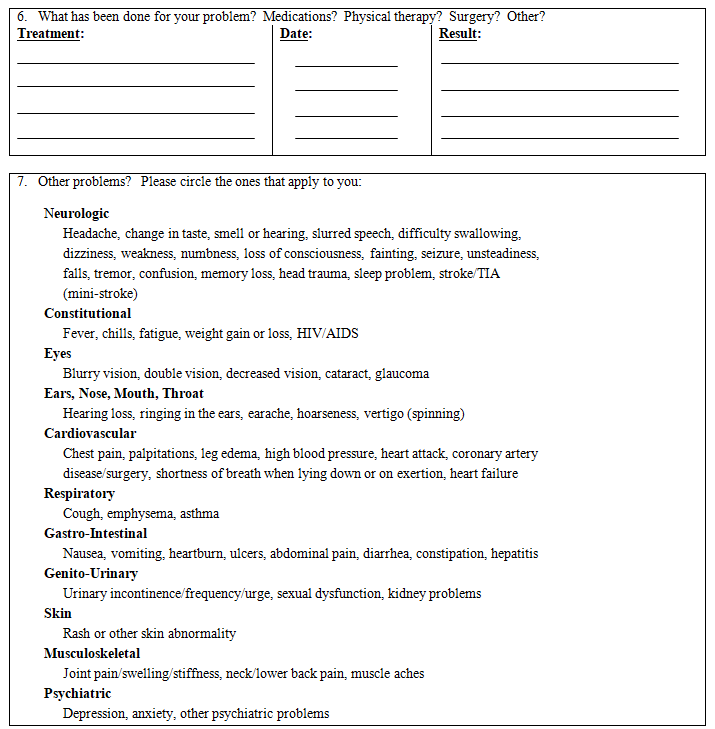 6. What has been done for your problem? Medications? Physical therapy? Surgery? Other?
Treatment: Date: Result:
7. Other problems? Please circle the ones that apply to you:
Neurologic
Headache, change in taste, smell or hearing, slurred speech, difficulty swallowing,
dizziness, weakness, numbness, loss of consciousness, fainting, seizure, unsteadiness,
falls, tremor, confusion, memory loss, head trauma, sleep problem, stroke/TIA
(mini-stroke)
Constitutional
Fever, chills, fatigue, weight gain or loss, HIV/AIDS
Eyes
Blurry vision, double vision, decreased vision, cataract, glaucoma
Ears, Nose, Mouth, Throat
Hearing loss, ringing in the ears, earache, hoarseness, vertigo (spinning)
Cardiovascular
Chest pain, palpitations, leg edema, high blood pressure, heart attack, coronary artery
disease/surgery, shortness of breath when lying down or on exertion, heart failure
Respiratory
Cough, emphysema, asthma
Gastro-Intestinal
Nausea, vomiting, heartburn, ulcers, abdominal pain, diarrhea, constipation, hepatitis
Genito-Urinary
Urinary incontinence/frequency/urge, sexual dysfunction, kidney problems
Skin
Rash or other skin abnormality
Musculoskeletal
Joint pain/swelling/stiffness, neck/lower back pain, muscle aches
Psychiatric
Depression, anxiety, other psychiatric problems